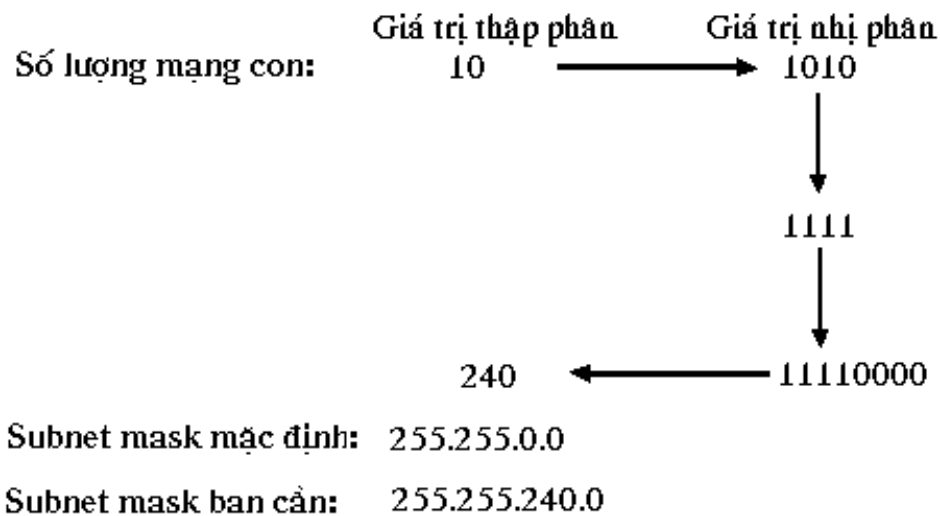 Giá trị thập phân Giá trị nhị phân
Số lượng mạng con: 10 1010
1111
240 11110000
Subnet mask mặc định: 255.255.0.0
Subnet mask bạn cần: 255.255.240.0